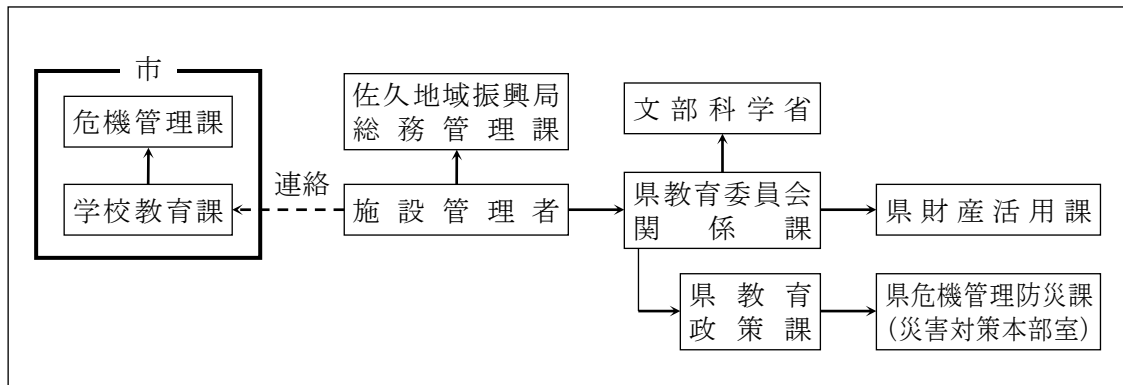 市
危機管理課
学校教育課
連絡
佐久地域振興局
総務管理課
施設管理者
文部科学省
県教育委員会
関係課
県財産活用課
県教育
政策課
県危機管理防災課
(災害対策本部室)